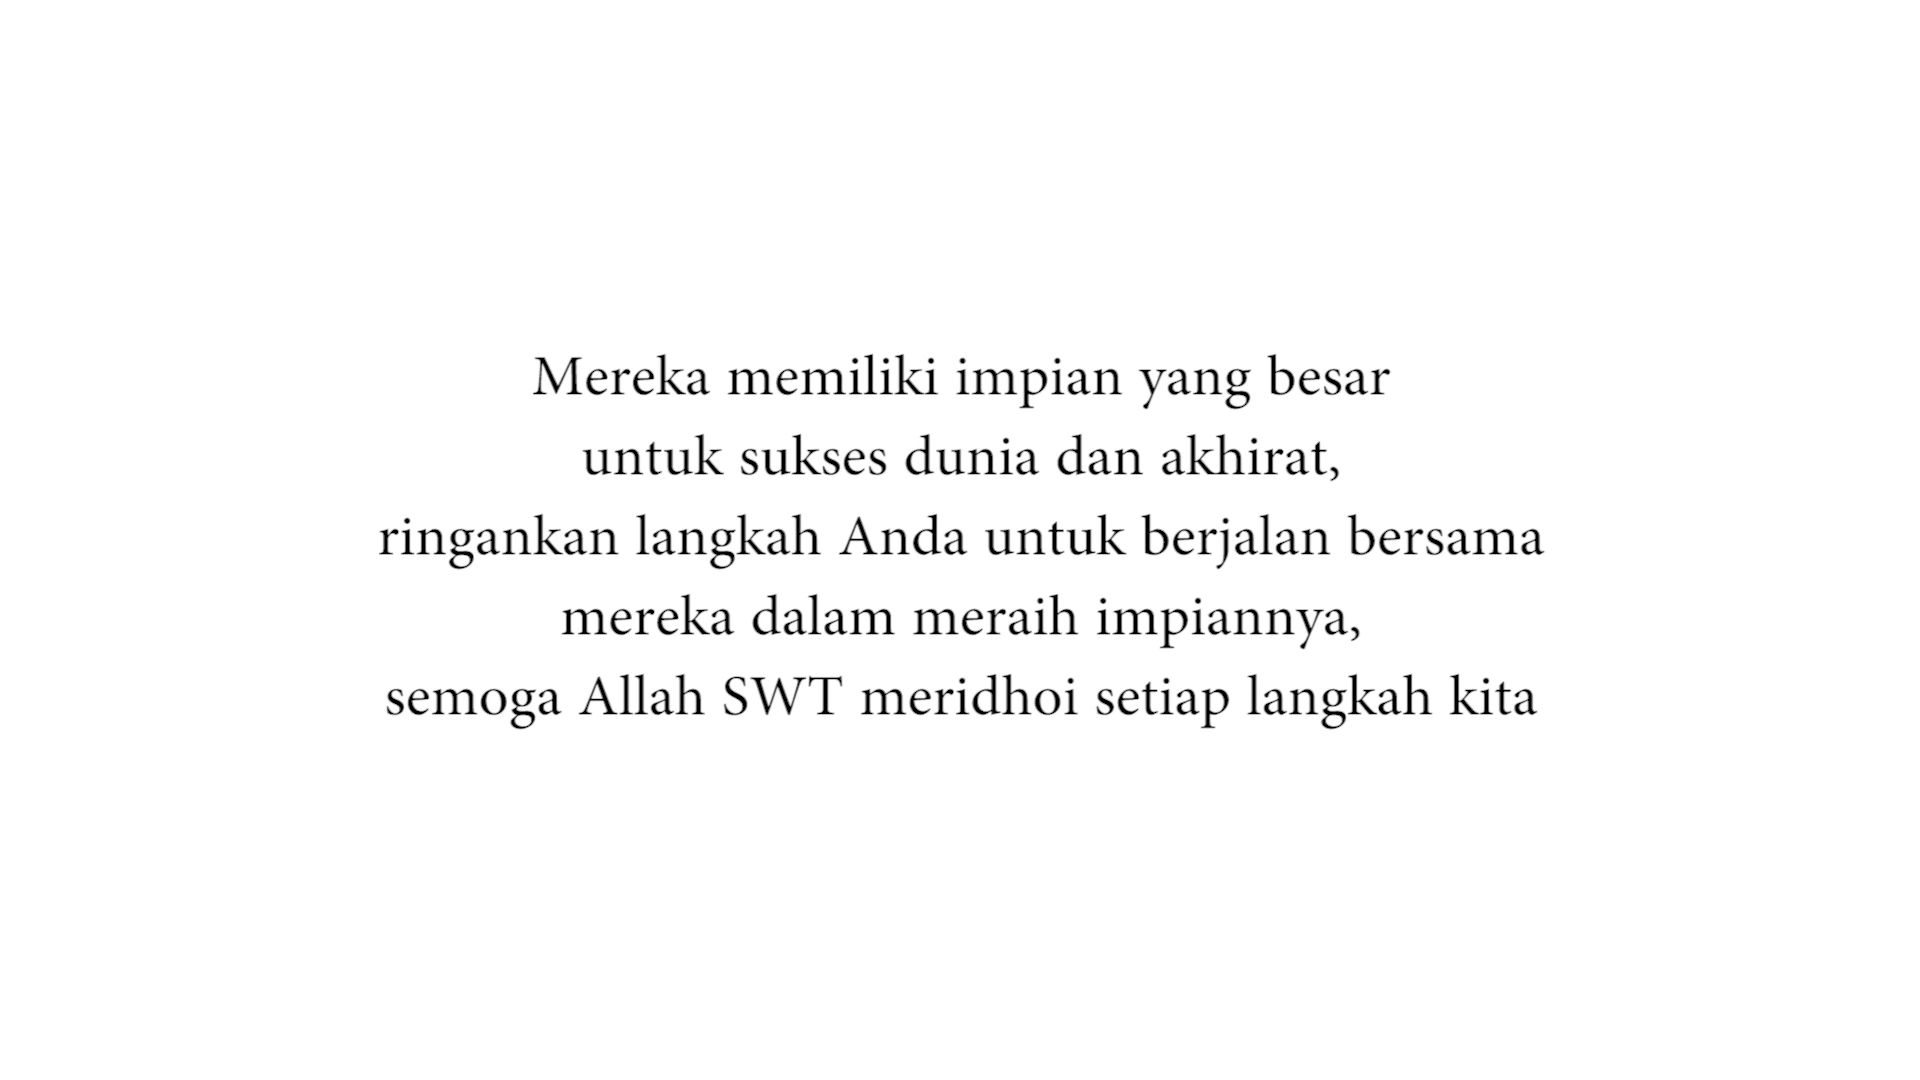 Mereka memiliki impian yang besar
untuk sukses dunia dan akhirat,
ringankan langkah Anda untuk berjalan bersama
mereka dalam meraih impiannya,
semoga Allah SWT meridhoi setiap langkah kita